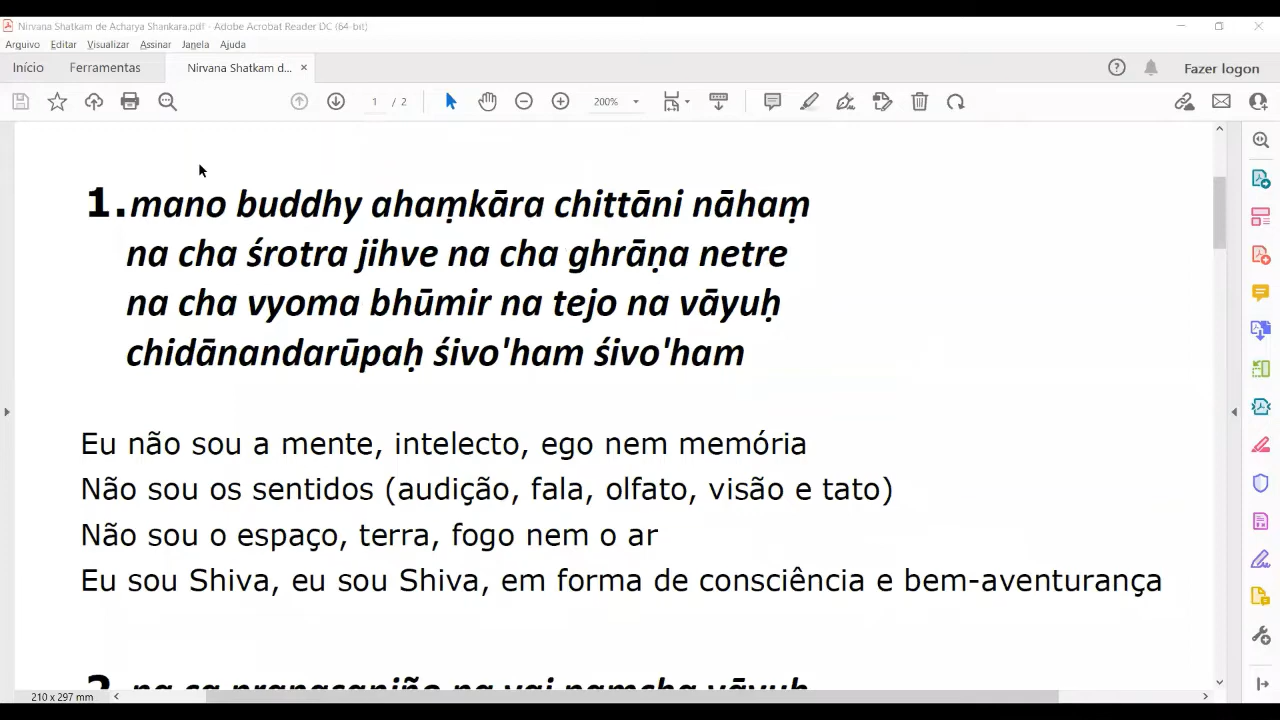 Nirvana Shatkam de Acharya Shankara.pdf - Adobe Acrobat Reader DC (64-bit)
Arquivo Editar Visualizar Assinar Janela Ajuda
Início Ferramentas Nirvana Shatkam d... × Fazer logon
1 / 2 200%
1.mano buddhy ahaṃkāra chittāni nāhaṃ
na cha śrotra jihve na cha ghrāṇa netre
na cha vyoma bhūmir na tejo na vāyuḥ
chidānandarūpaḥ śivo'ham śivo'ham
Eu não sou a mente, intelecto, ego nem memória
Não sou os sentidos (audição, fala, olfato, visão e tato)
Não sou o espaço, terra, fogo nem o ar
Eu sou Shiva, eu sou Shiva, em forma de consciência e bem-aventurança
210 x 297 mm